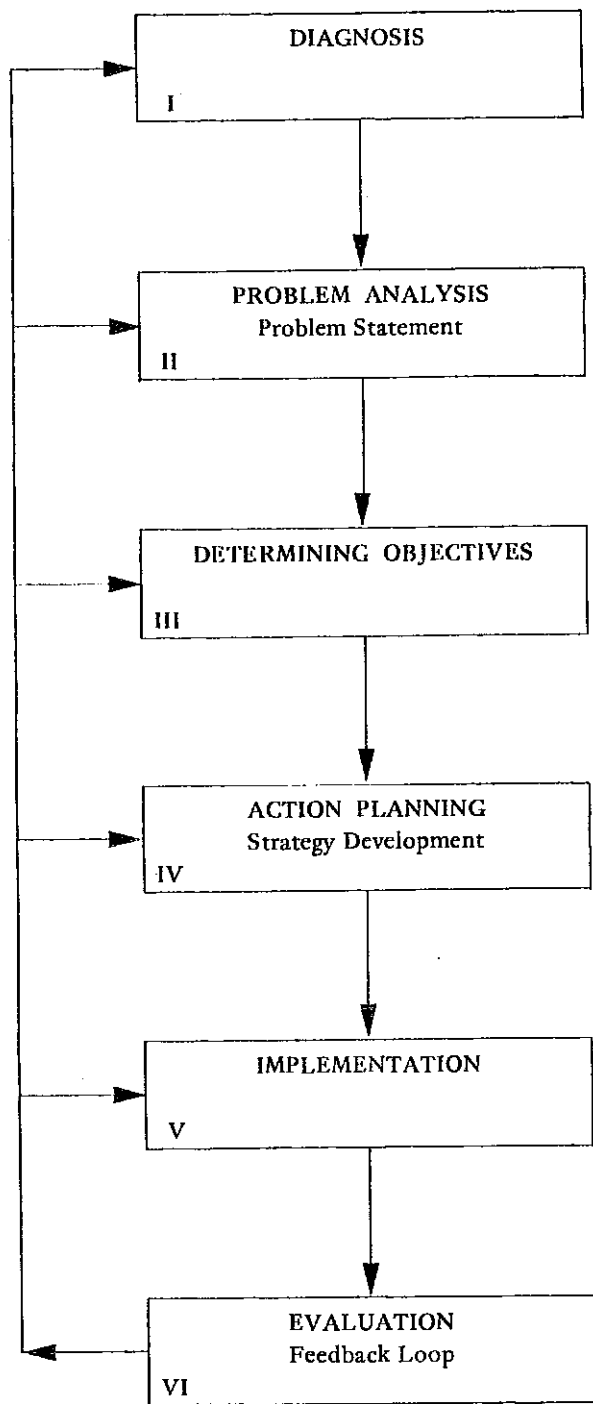 DIAGNOSIS
I
PROBLEM ANALYSIS
Problem Statement
II
DETERMINING OBJECTIVES
III
ACTION PLANNING
Strategy Development
IV
IMPLEMENTATION
V
EVALUATION
Feedback Loop
VI